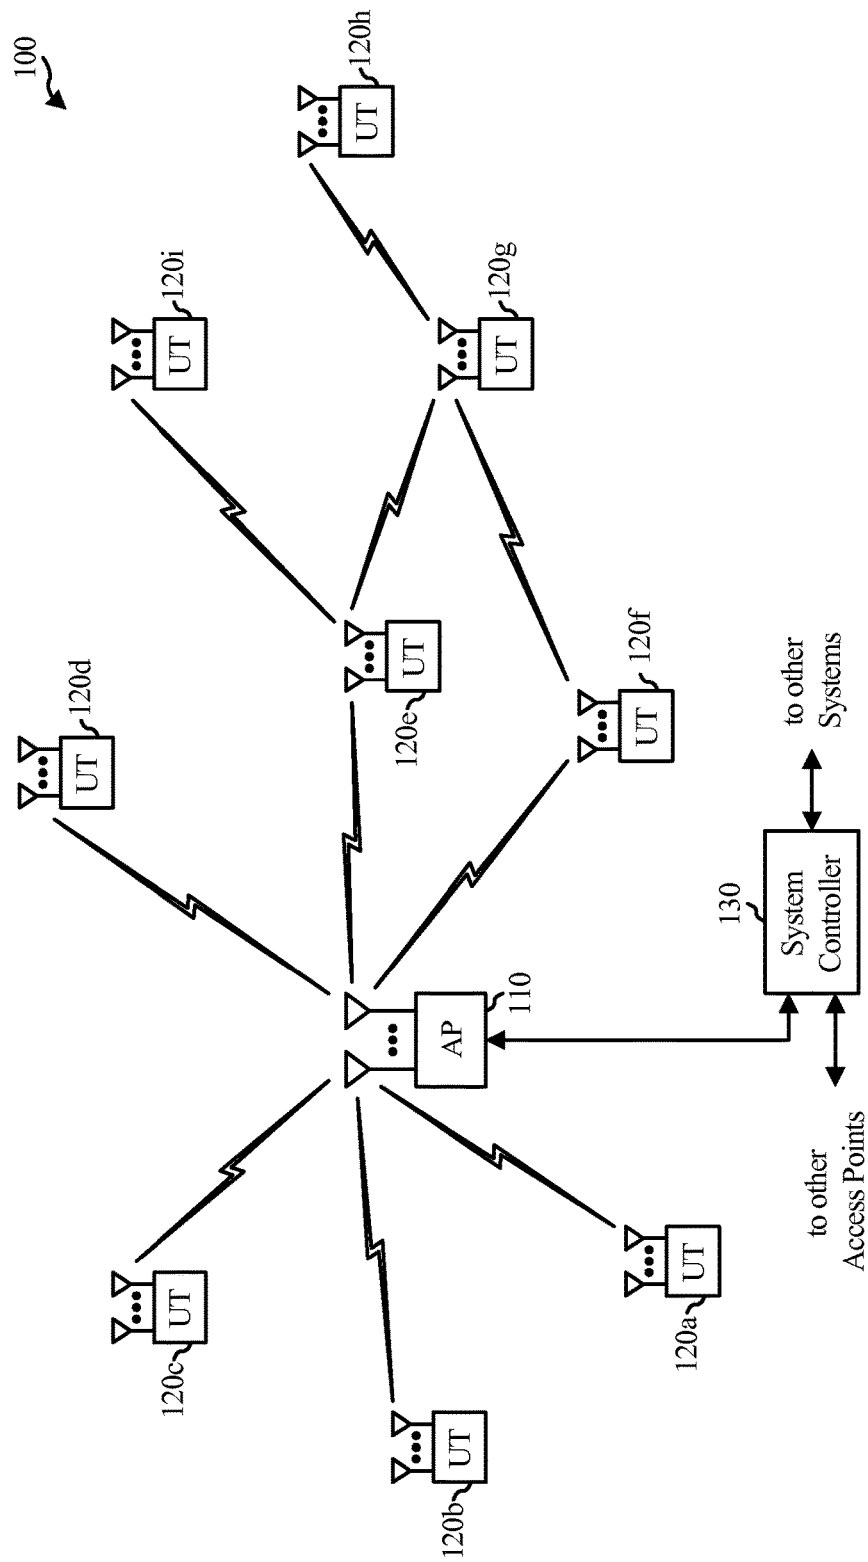 100
120h
UT
120i
UT
120g
UT
120d
UT
120e
UT
120f
UT
120c
UT
AP
110
120b
UT
120a
UT
130
System
Controller
to other
Systems
to other
Access Points